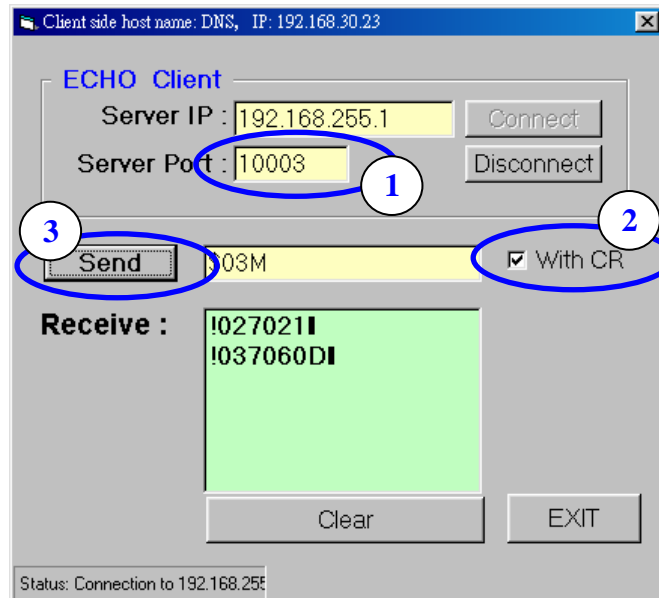 Client side host name: DNS, IP: 192.168.30.23
ECHO Client
Server IP : 192.168.255.1 Connect
Server Port : 10003 Disconnect
1
2
3
Send $03M With CR
Receive :
!027021
!037060D
Clear EXIT
Status: Connection to 192.168.255